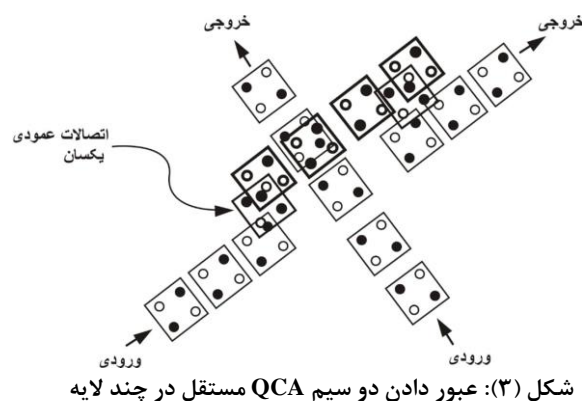 خروجی
خروجی
اتصالات عمودی
یکسان
ورودی
ورودی
شکل (۳): عبور دادن دو سیم QCA مستقل در چند لایه